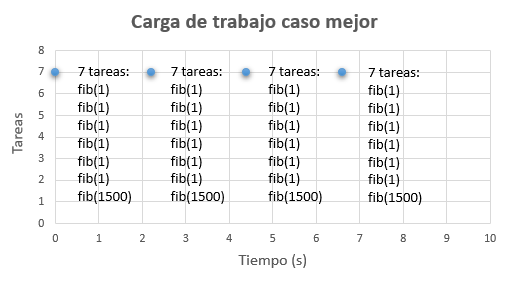 Carga de trabajo caso mejor
Tareas
8
7
6
5
4
3
2
1
0
7 tareas:
fib(1)
fib(1)
fib(1)
fib(1)
fib(1)
fib(1)
fib(1500)
7 tareas:
fib(1)
fib(1)
fib(1)
fib(1)
fib(1)
fib(1)
fib(1500)
7 tareas:
fib(1)
fib(1)
fib(1)
fib(1)
fib(1)
fib(1)
fib(1500)
7 tareas:
fib(1)
fib(1)
fib(1)
fib(1)
fib(1)
fib(1)
fib(1500)
0 1 2 3 4 5 6 7 8 9 10
Tiempo (s)